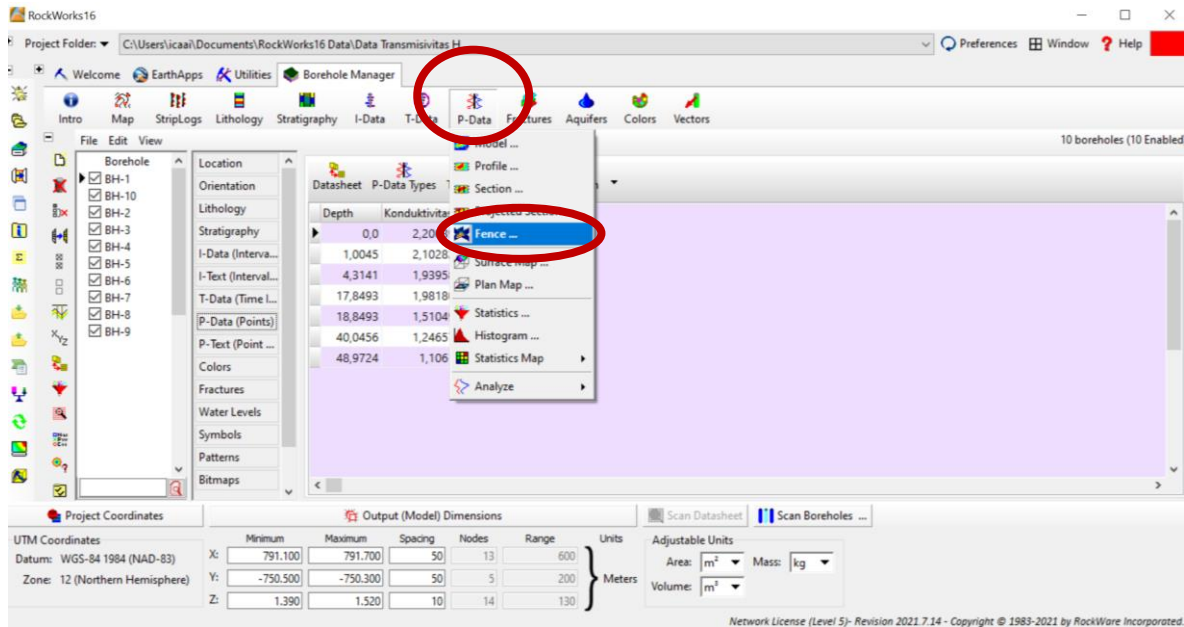 RockWorks16
Project Folder: C:\Users\icaai\Documents\RockWorks16 Data\Data Transmisivitas H Preferences Window Help
Welcome EarthApps Utilities Borehole Manager
Intro Map StripLogs Lithology Stratigraphy I-Data T-Data P-Data Fractures Aquifers Colors Vectors
File Edit View 10 boreholes (10 Enabled
Borehole
BH-1
BH-10
BH-2
BH-3
BH-4
BH-5
BH-6
BH-7
BH-8
BH-9
Location
Orientation
Lithology
Stratigraphy
I-Data (Interva...
I-Text (Interval...
T-Data (Time I...
P-Data (Points)
P-Text (Point ...
Colors
Fractures
Water Levels
Symbols
Patterns
Bitmaps
Datasheet P-Data Types
Depth Konduktivitas
0,0 2,20
1,0045 2,1028
4,3141 1,9395
17,8493 1,9818
18,8493 1,5104
40,0456 1,2465
48,9724 1,106
Model ...
Profile ...
Section ...
Projected Section
Fence ...
Surface Map ...
Plan Map ...
Statistics ...
Histogram ...
Statistics Map
Analyze
Project Coordinates Output (Model) Dimensions Scan Datasheet Scan Boreholes ...
UTM Coordinates
Datum: WGS-84 1984 (NAD-83)
Zone: 12 (Northern Hemisphere)
Minimum Maximum Spacing Nodes Range Units
X: 791.100 791.700 50 13 600
Y: -750.500 -750.300 50 5 200 Meters
Z: 1.390 1.520 10 14 130
Adjustable Units
Area: m² Mass: kg
Volume: m³
Network License (Level 5)- Revision 2021.7.14 - Copyright © 1983-2021 by RockWare Incorporated.